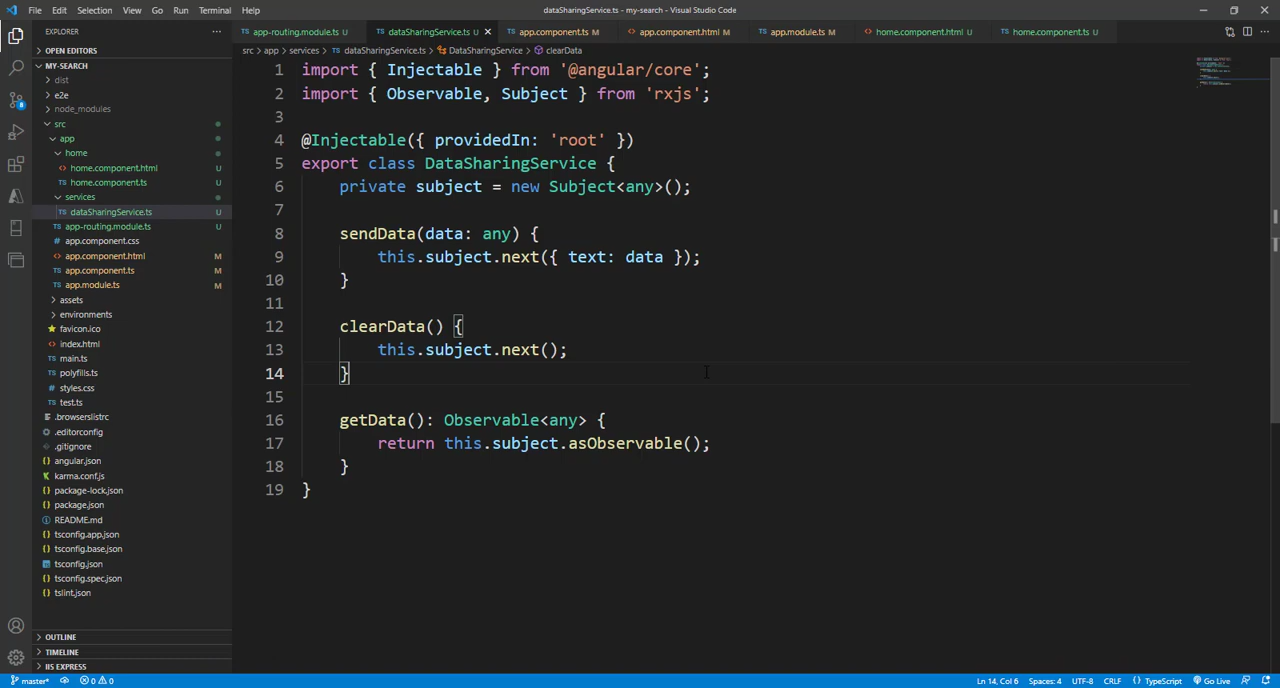 File Edit Selection View Go Run Terminal Help
dataSharingService.ts - my-search - Visual Studio Code
EXPLORER
OPEN EDITORS
MY-SEARCH
dist
e2e
node_modules
src
app
home
home.component.html U
home.component.ts U
services
dataSharingService.ts U
app-routing.module.ts U
app.component.css
app.component.html M
app.component.ts M
app.module.ts M
assets
environments
favicon.ico
index.html
main.ts
polyfills.ts
styles.css
test.ts
.browserslistrc
.editorconfig
.gitignore
angular.json
karma.conf.js
package-lock.json
package.json
README.md
tsconfig.app.json
tsconfig.base.json
tsconfig.json
tsconfig.spec.json
tslint.json
OUTLINE
TIMELINE
IIS EXPRESS
app-routing.module.ts U dataSharingService.ts U app.component.ts M app.component.html M app.module.ts M home.component.html U home.component.ts U
src > app > services > dataSharingService.ts > DataSharingService > clearData
1 import { Injectable } from '@angular/core';
2 import { Observable, Subject } from 'rxjs';
3
4 @Injectable({ providedIn: 'root' })
5 export class DataSharingService {
6 private subject = new Subject<any>();
7
8 sendData(data: any) {
9 this.subject.next({ text: data });
10 }
11
12 clearData() {
13 this.subject.next();
14 }
15
16 getData(): Observable<any> {
17 return this.subject.asObservable();
18 }
19 }
master* 0 0 Ln 14, Col 6 Spaces: 4 UTF-8 CRLF TypeScript Go Live